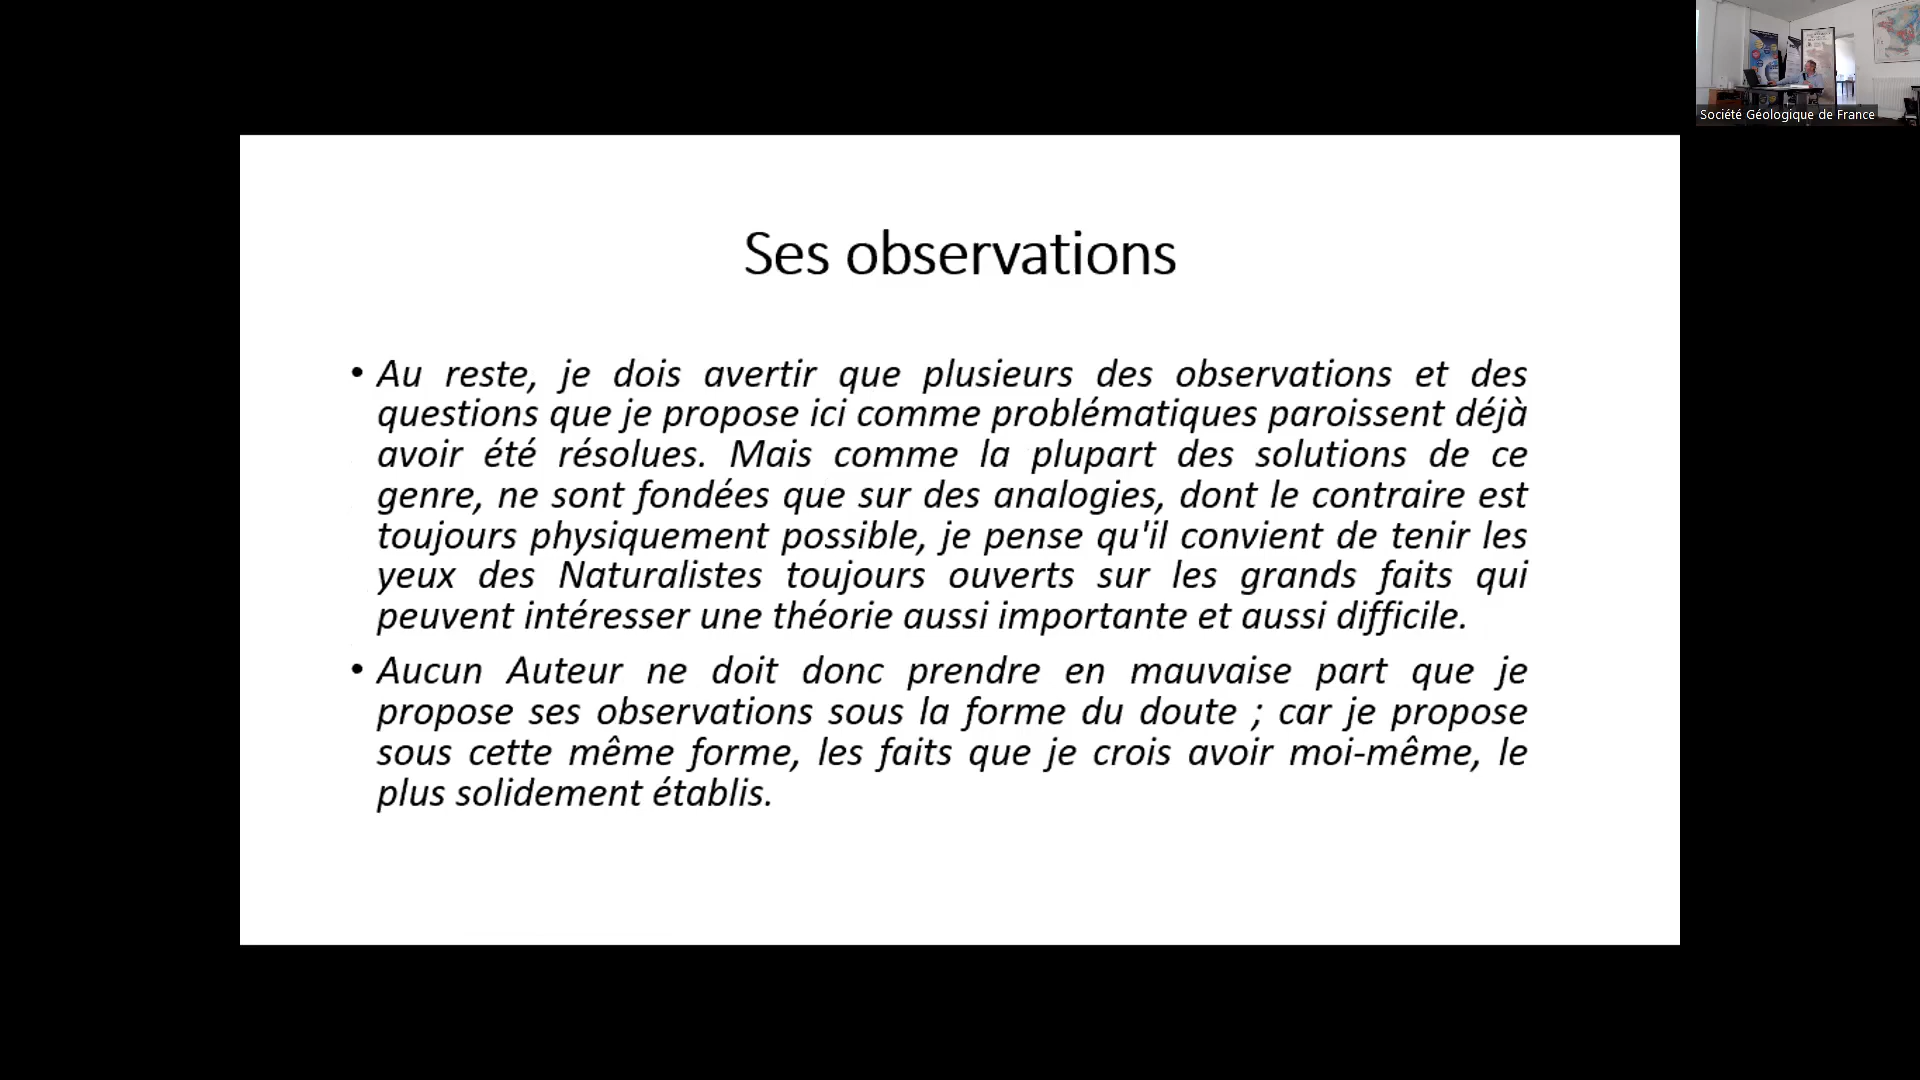 Société Géologique de France
Ses observations
• Au reste, je dois avertir que plusieurs des observations et des
questions que je propose ici comme problématiques paroissent déjà
avoir été résolues. Mais comme la plupart des solutions de ce
genre, ne sont fondées que sur des analogies, dont le contraire est
toujours physiquement possible, je pense qu'il convient de tenir les
yeux des Naturalistes toujours ouverts sur les grands faits qui
peuvent intéresser une théorie aussi importante et aussi difficile.
• Aucun Auteur ne doit donc prendre en mauvaise part que je
propose ses observations sous la forme du doute ; car je propose
sous cette même forme, les faits que je crois avoir moi-même, le
plus solidement établis.